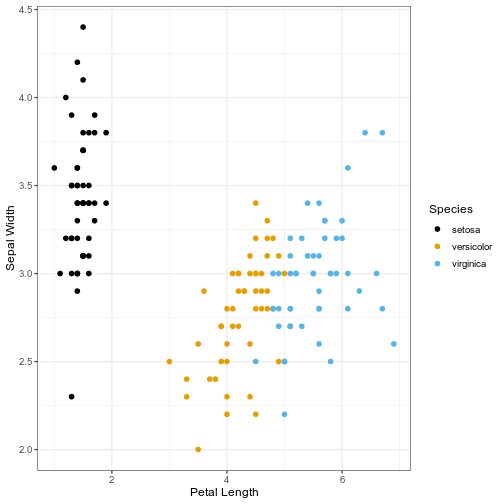 4.5
4.0
3.5
3.0
2.5
2.0
Sepal Width
2
4
6
Petal Length
Species
setosa
versicolor
virginica